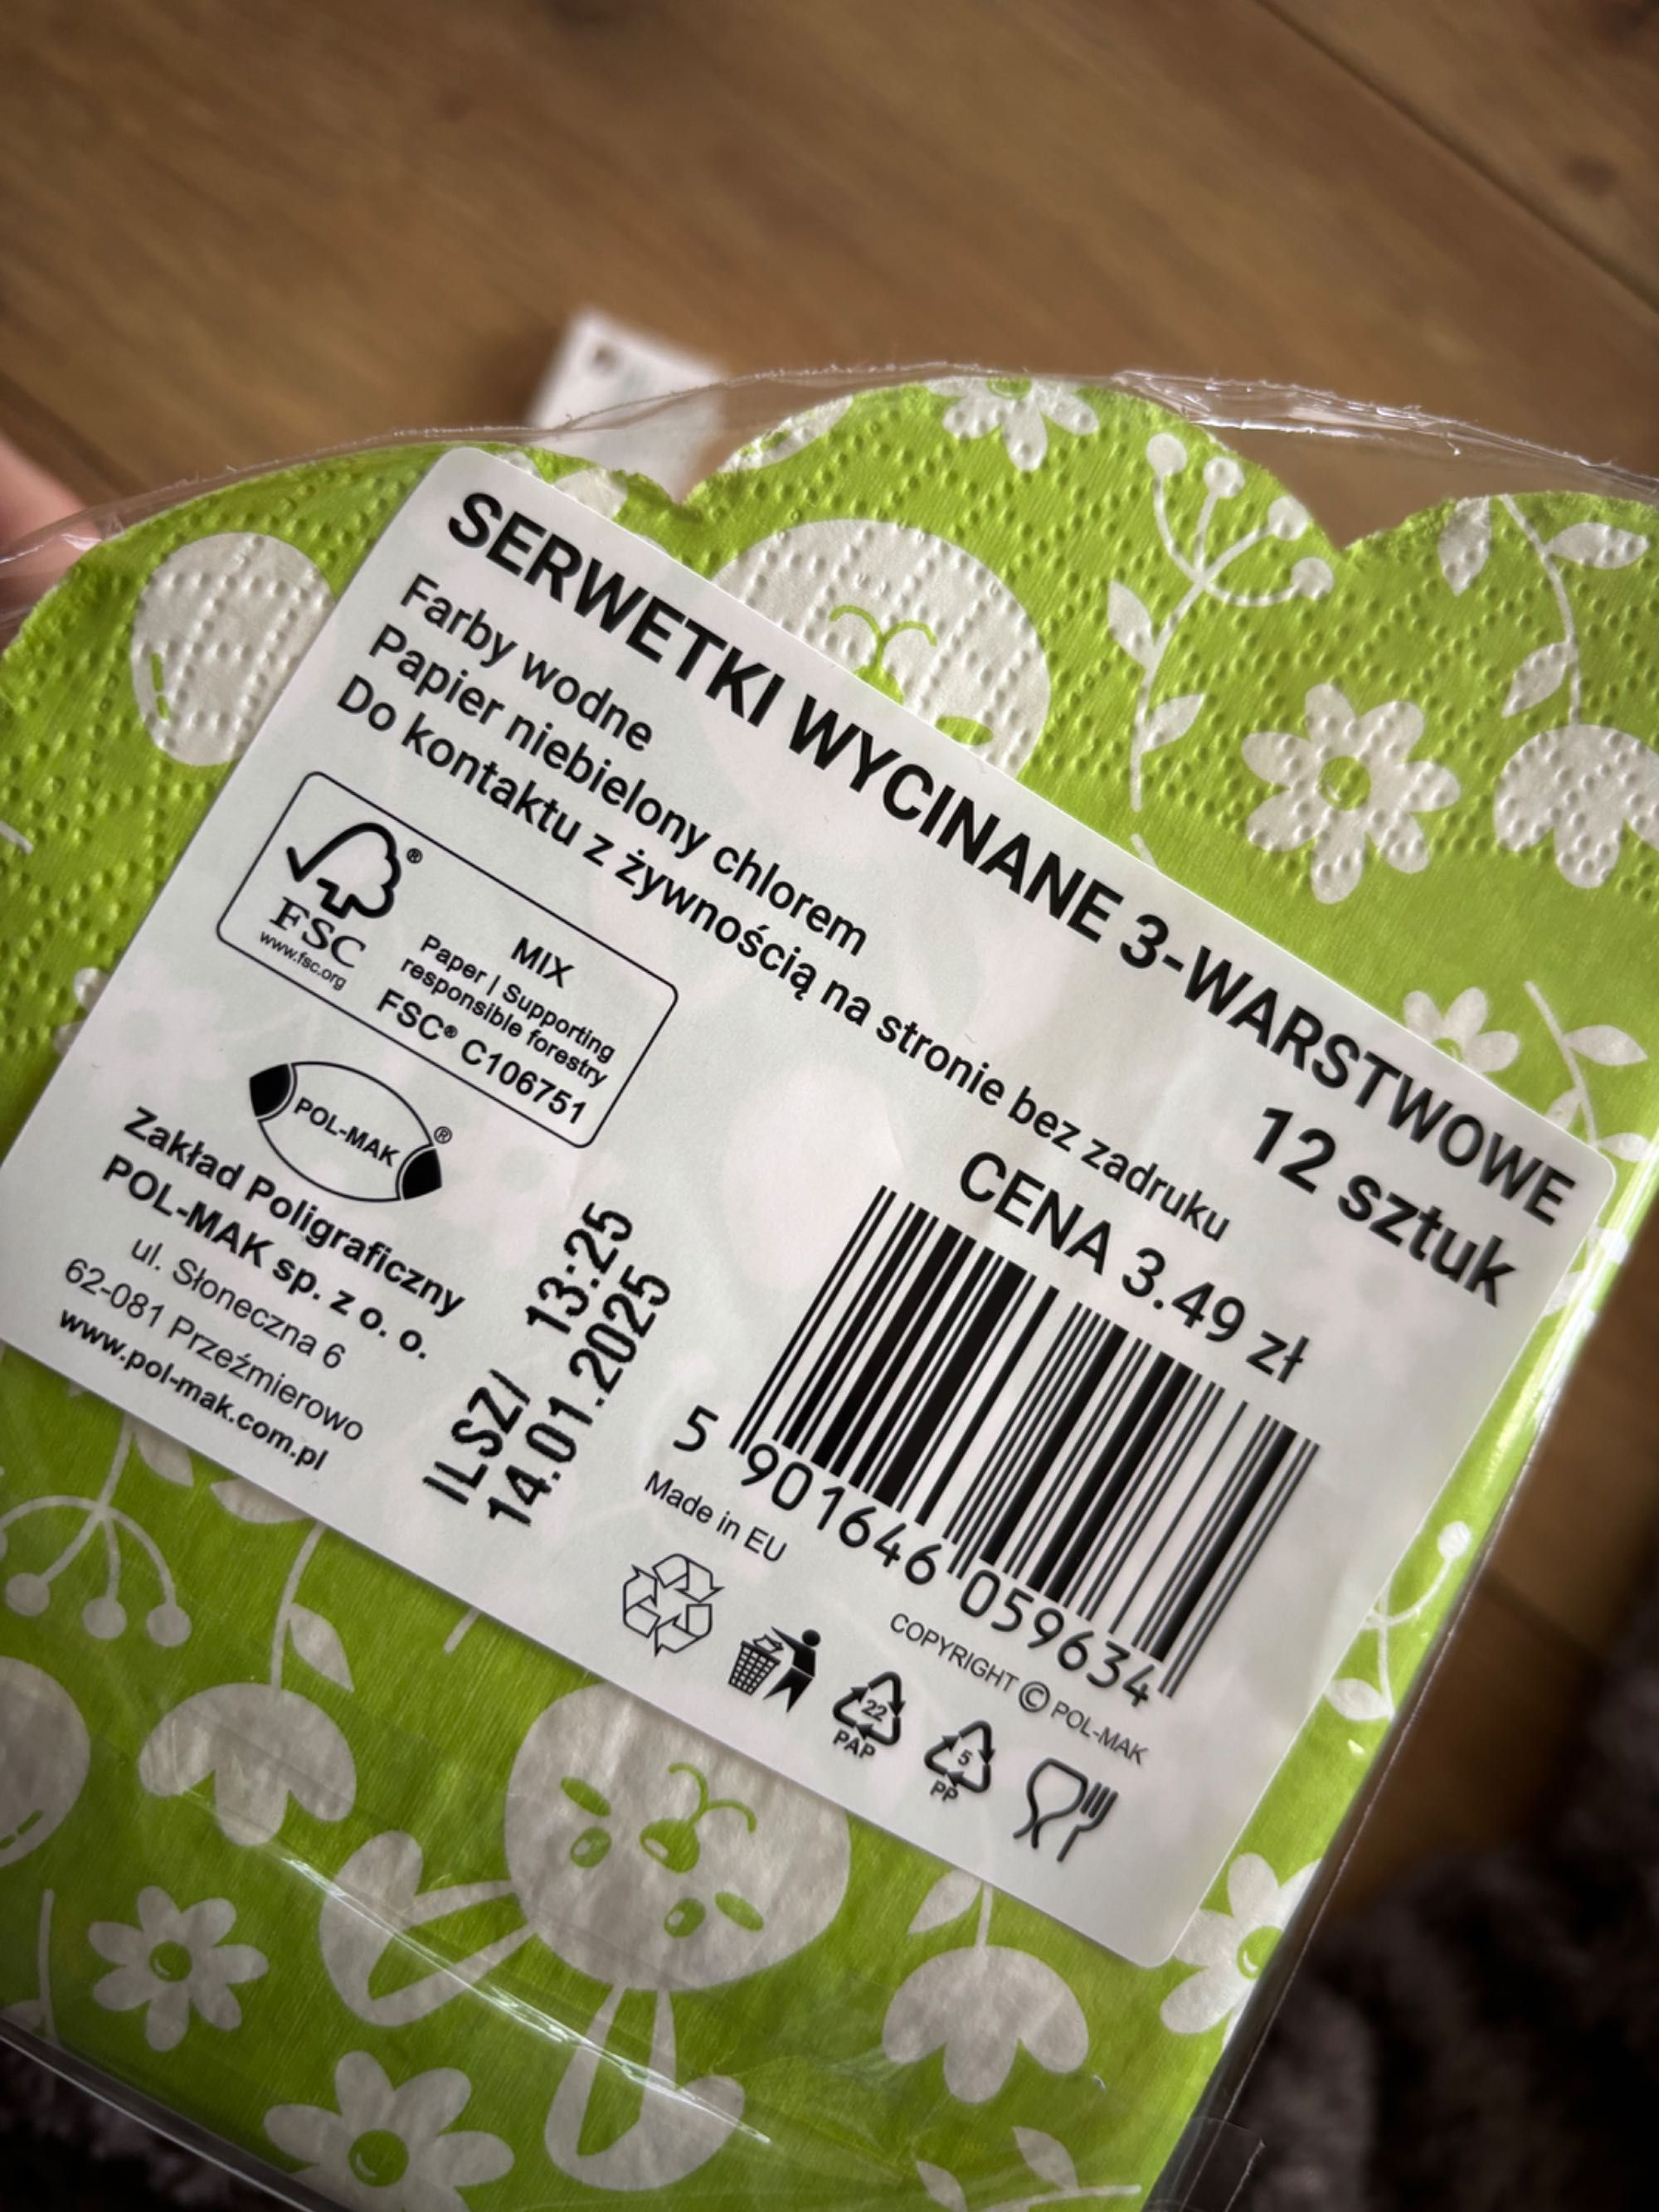 SERWETKI WYCINANE 3-WARSTWOWE
12 sztuk
Farby wodne
Papier niebielony chlorem
Do kontaktu z żywnością na stronie bez zadruku
FSC®
www.fsc.org
MIX
Paper | Supporting
responsible forestry
FSC® C106751
POL-MAK®
Zakład Poligraficzny
POL-MAK sp. z o. o.
ul. Słoneczna 6
62-081 Przeźmierowo
www.pol-mak.com.pl
ILSZ/ 13:25
14.01.2025
CENA 3.49 zł
5 901646 059634
Made in EU
COPYRIGHT © POL-MAK
22
PAP
5
PP